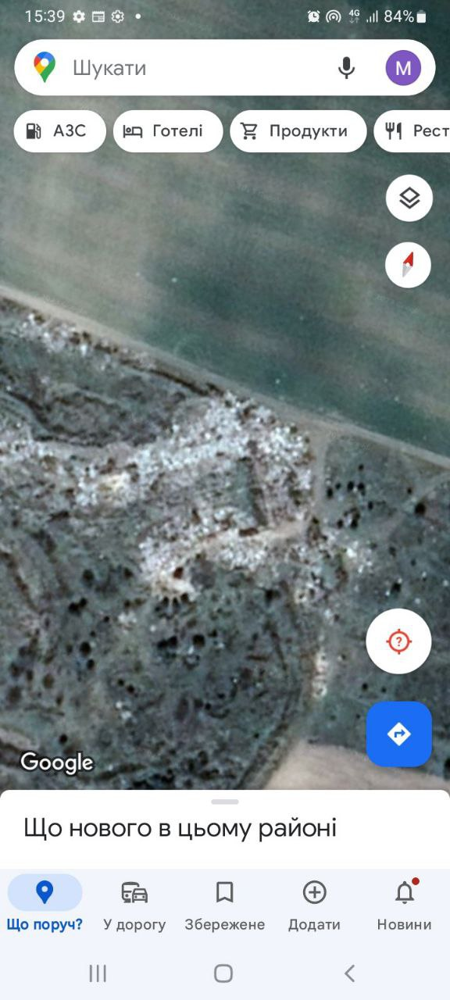 15:39
4G
84%
Шукати
M
АЗС
Готелі
Продукти
Рест
?
Google
Що нового в цьому районі
Що поруч?
У дорогу
Збережене
Додати
Новини